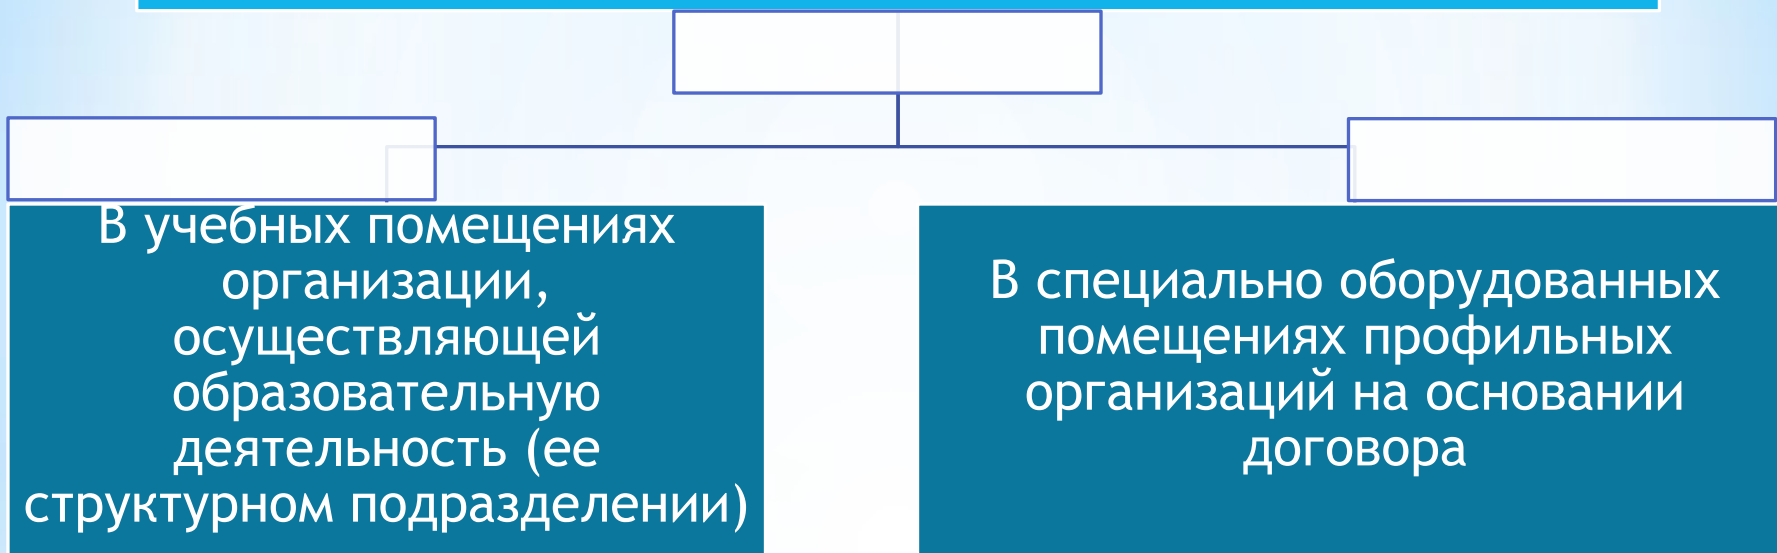 В учебных помещениях
организации,
осуществляющей
образовательную
деятельность (ее
структурном подразделении)
В специально оборудованных
помещениях профильных
организаций на основании
договора